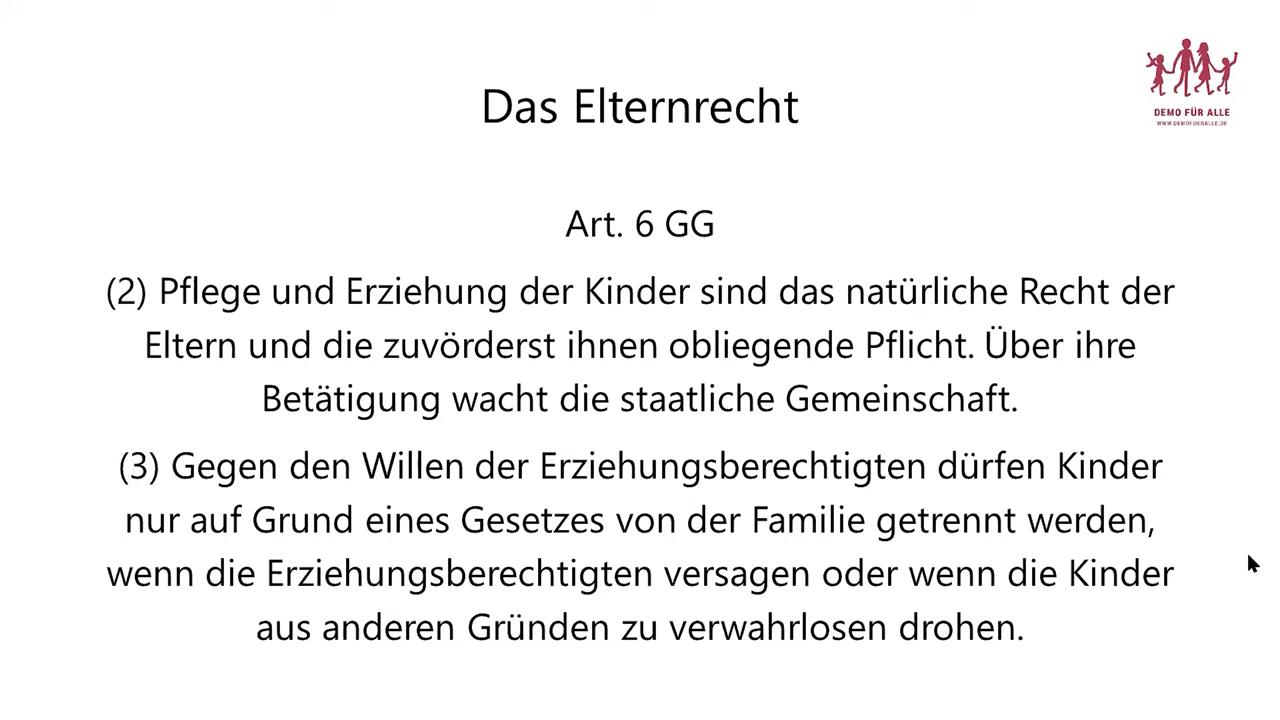 Das Elternrecht
DEMO FÜR ALLE
WWW.DEMOFUERALLE.DE
Art. 6 GG
(2) Pflege und Erziehung der Kinder sind das natürliche Recht der
Eltern und die zuvörderst ihnen obliegende Pflicht. Über ihre
Betätigung wacht die staatliche Gemeinschaft.
(3) Gegen den Willen der Erziehungsberechtigten dürfen Kinder
nur auf Grund eines Gesetzes von der Familie getrennt werden,
wenn die Erziehungsberechtigten versagen oder wenn die Kinder
aus anderen Gründen zu verwahrlosen drohen.